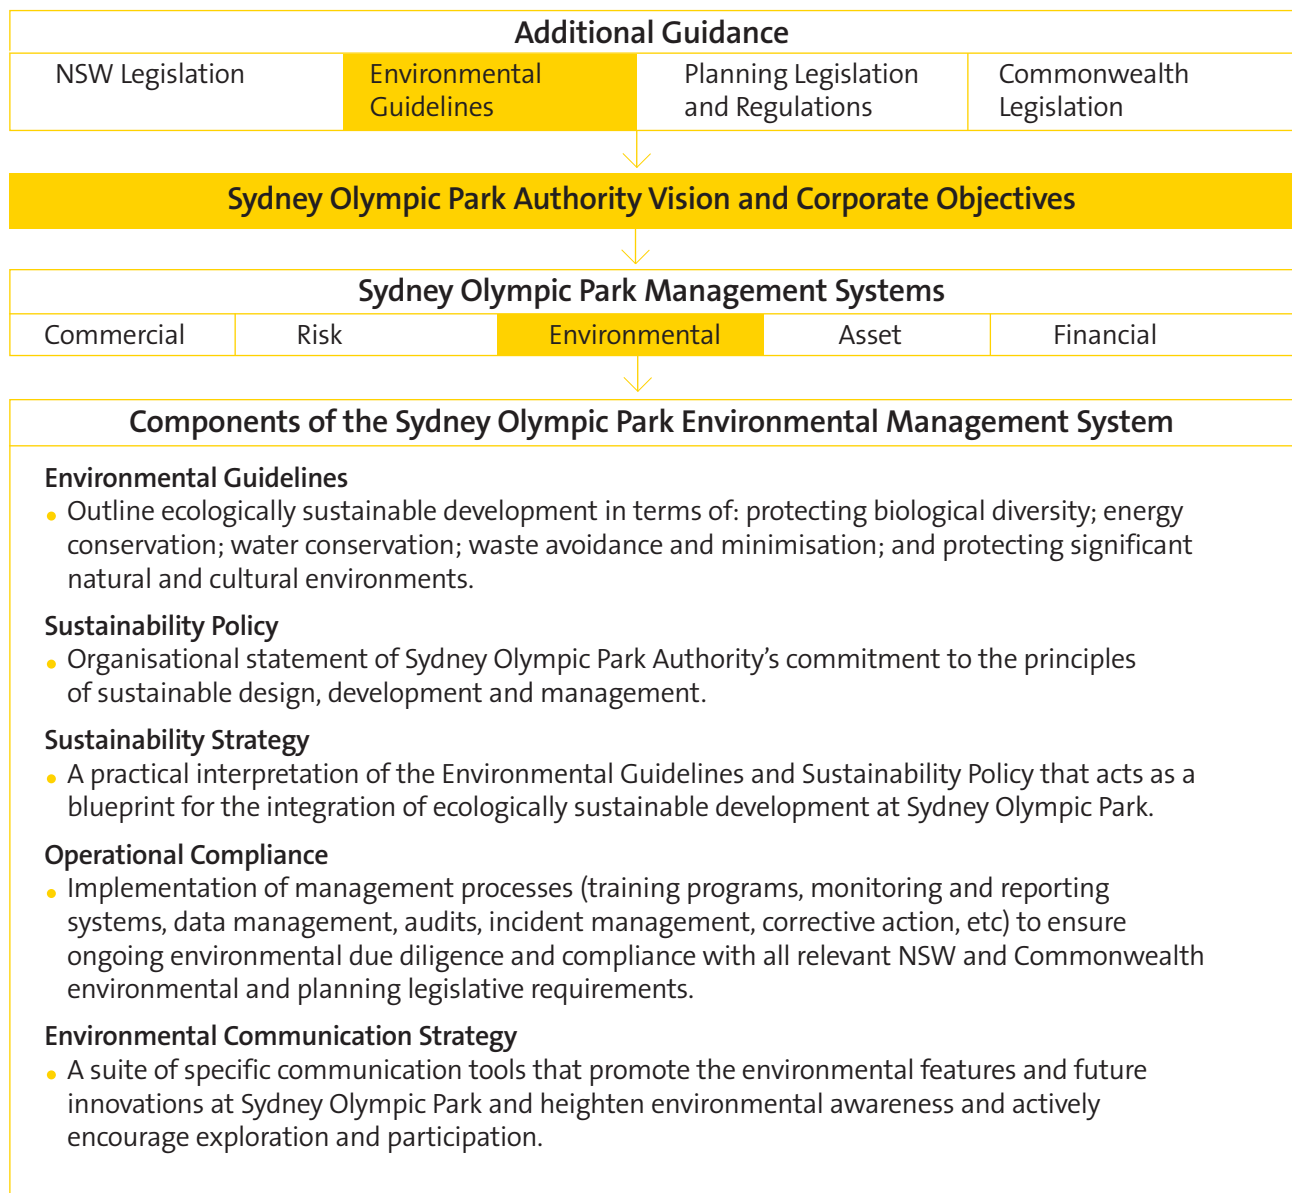 Additional Guidance
NSW Legislation
Environmental
Guidelines
Planning Legislation
and Regulations
Commonwealth
Legislation
Sydney Olympic Park Authority Vision and Corporate Objectives
Sydney Olympic Park Management Systems
Commercial
Risk
Environmental
Asset
Financial
Components of the Sydney Olympic Park Environmental Management System
Environmental Guidelines
• Outline ecologically sustainable development in terms of: protecting biological diversity; energy
conservation; water conservation; waste avoidance and minimisation; and protecting significant
natural and cultural environments.
Sustainability Policy
• Organisational statement of Sydney Olympic Park Authority’s commitment to the principles
of sustainable design, development and management.
Sustainability Strategy
• A practical interpretation of the Environmental Guidelines and Sustainability Policy that acts as a
blueprint for the integration of ecologically sustainable development at Sydney Olympic Park.
Operational Compliance
• Implementation of management processes (training programs, monitoring and reporting
systems, data management, audits, incident management, corrective action, etc) to ensure
ongoing environmental due diligence and compliance with all relevant NSW and Commonwealth
environmental and planning legislative requirements.
Environmental Communication Strategy
• A suite of specific communication tools that promote the environmental features and future
innovations at Sydney Olympic Park and heighten environmental awareness and actively
encourage exploration and participation.